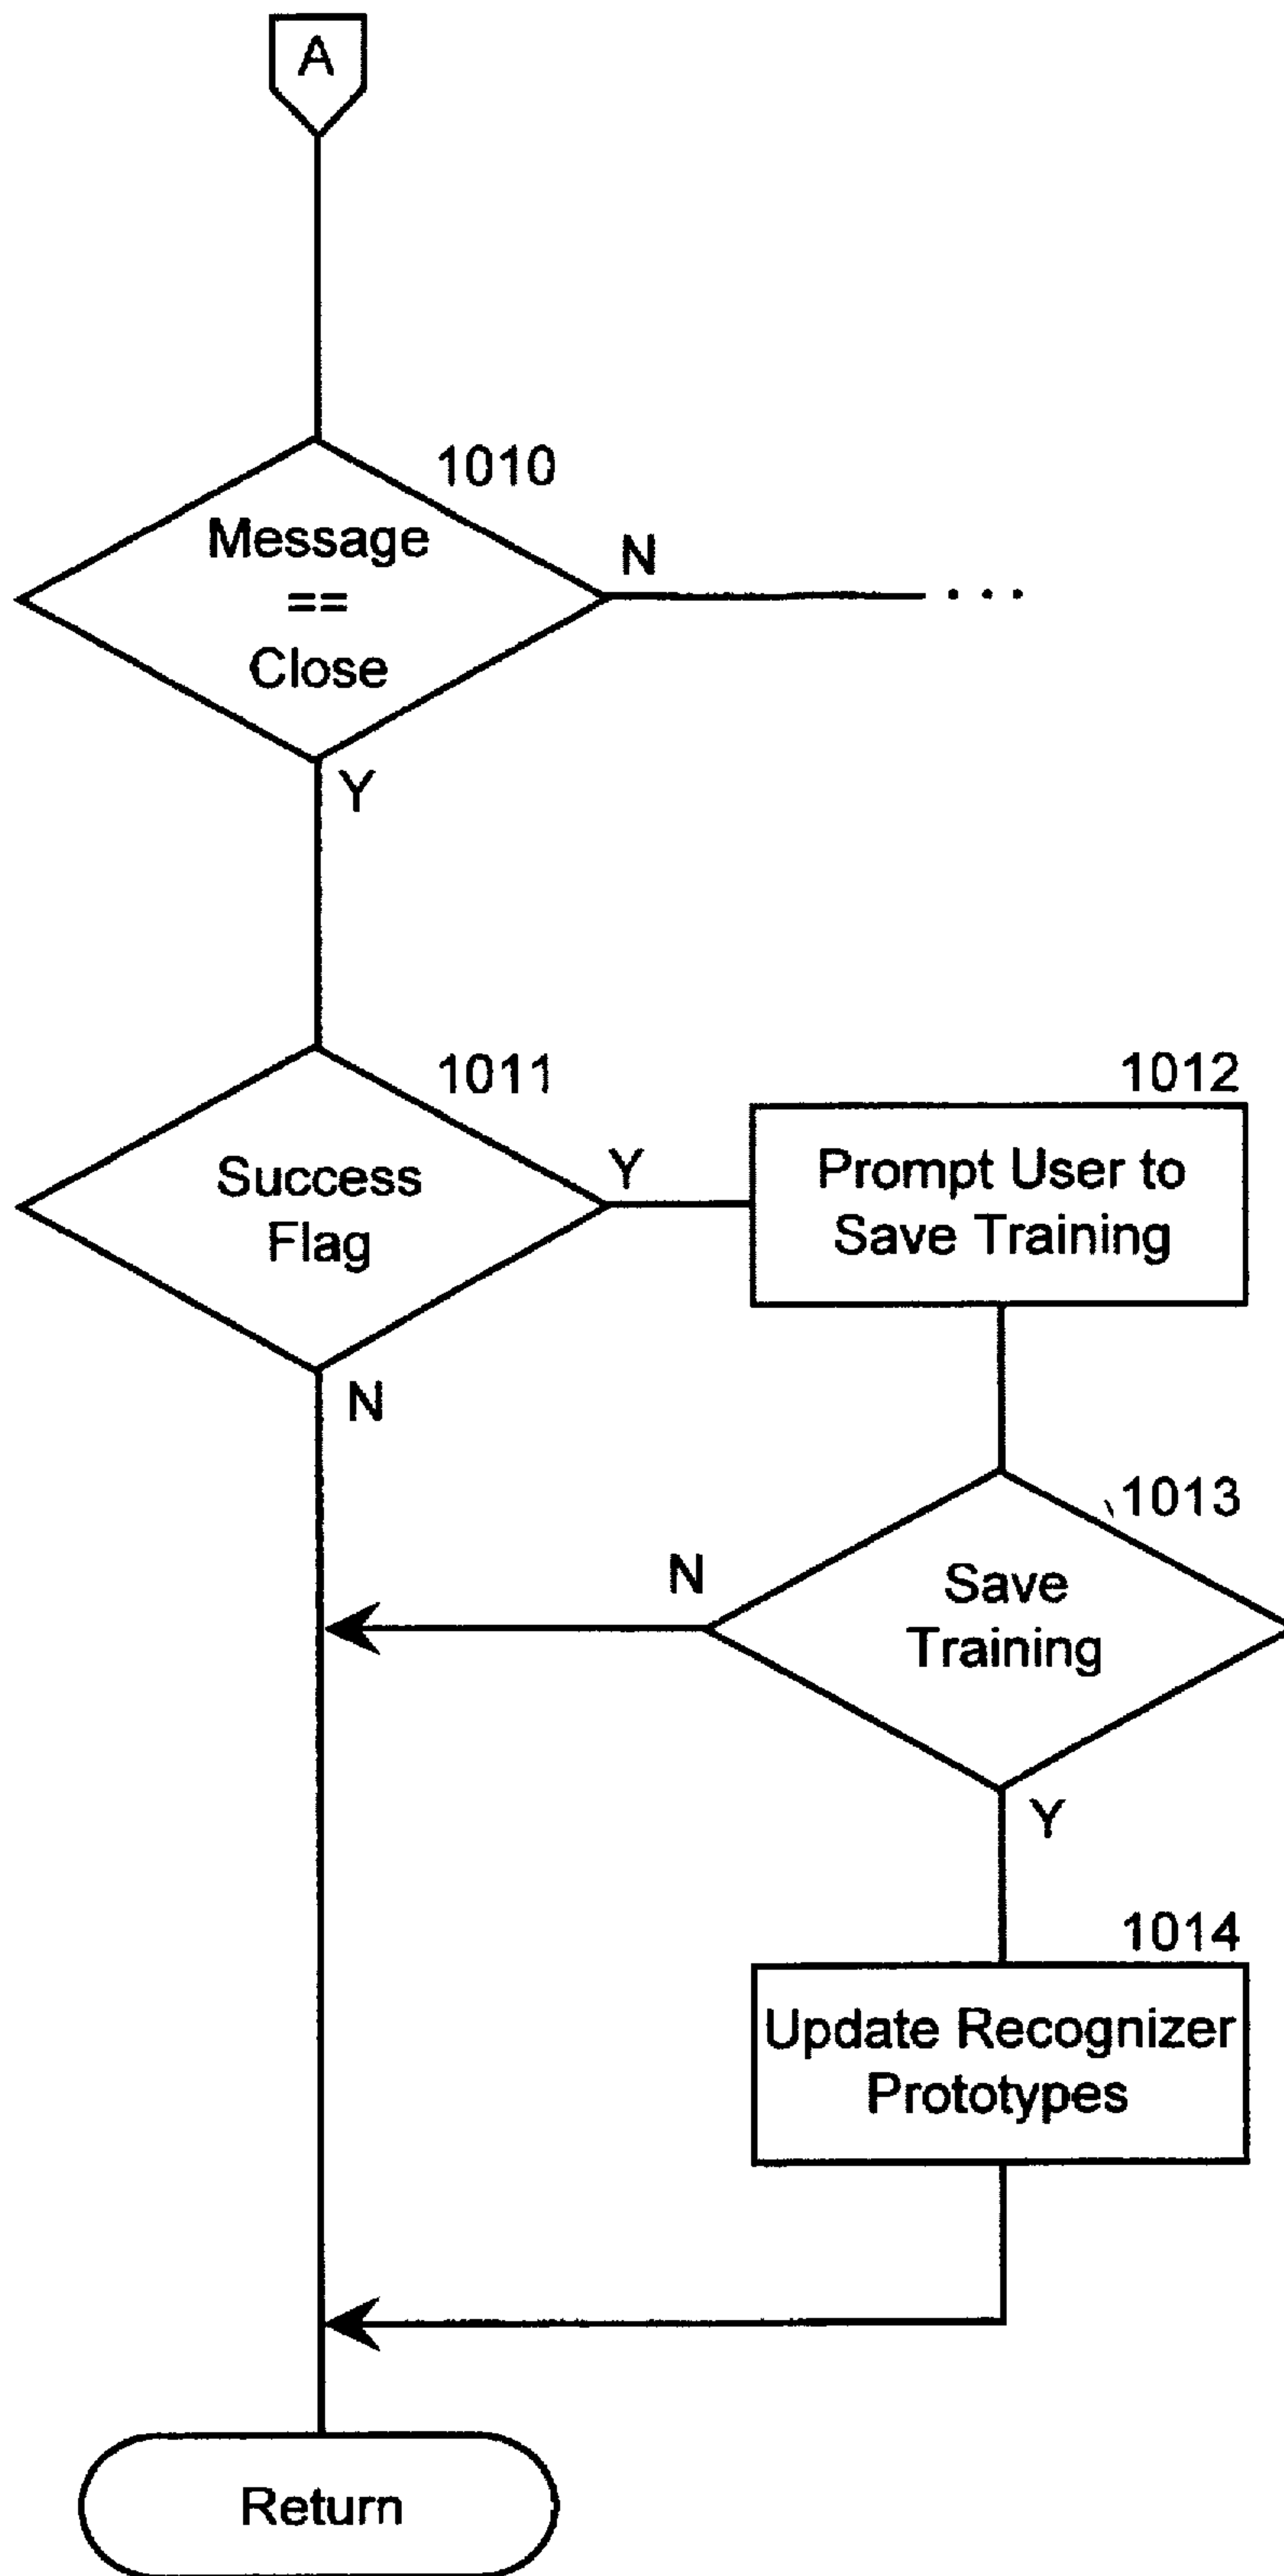 A
1010
Message
==
Close
N
...
Y
1011
Success
Flag
Y
N
1012
Prompt User to
Save Training
1013
Save
Training
N
Y
1014
Update Recognizer
Prototypes
Return